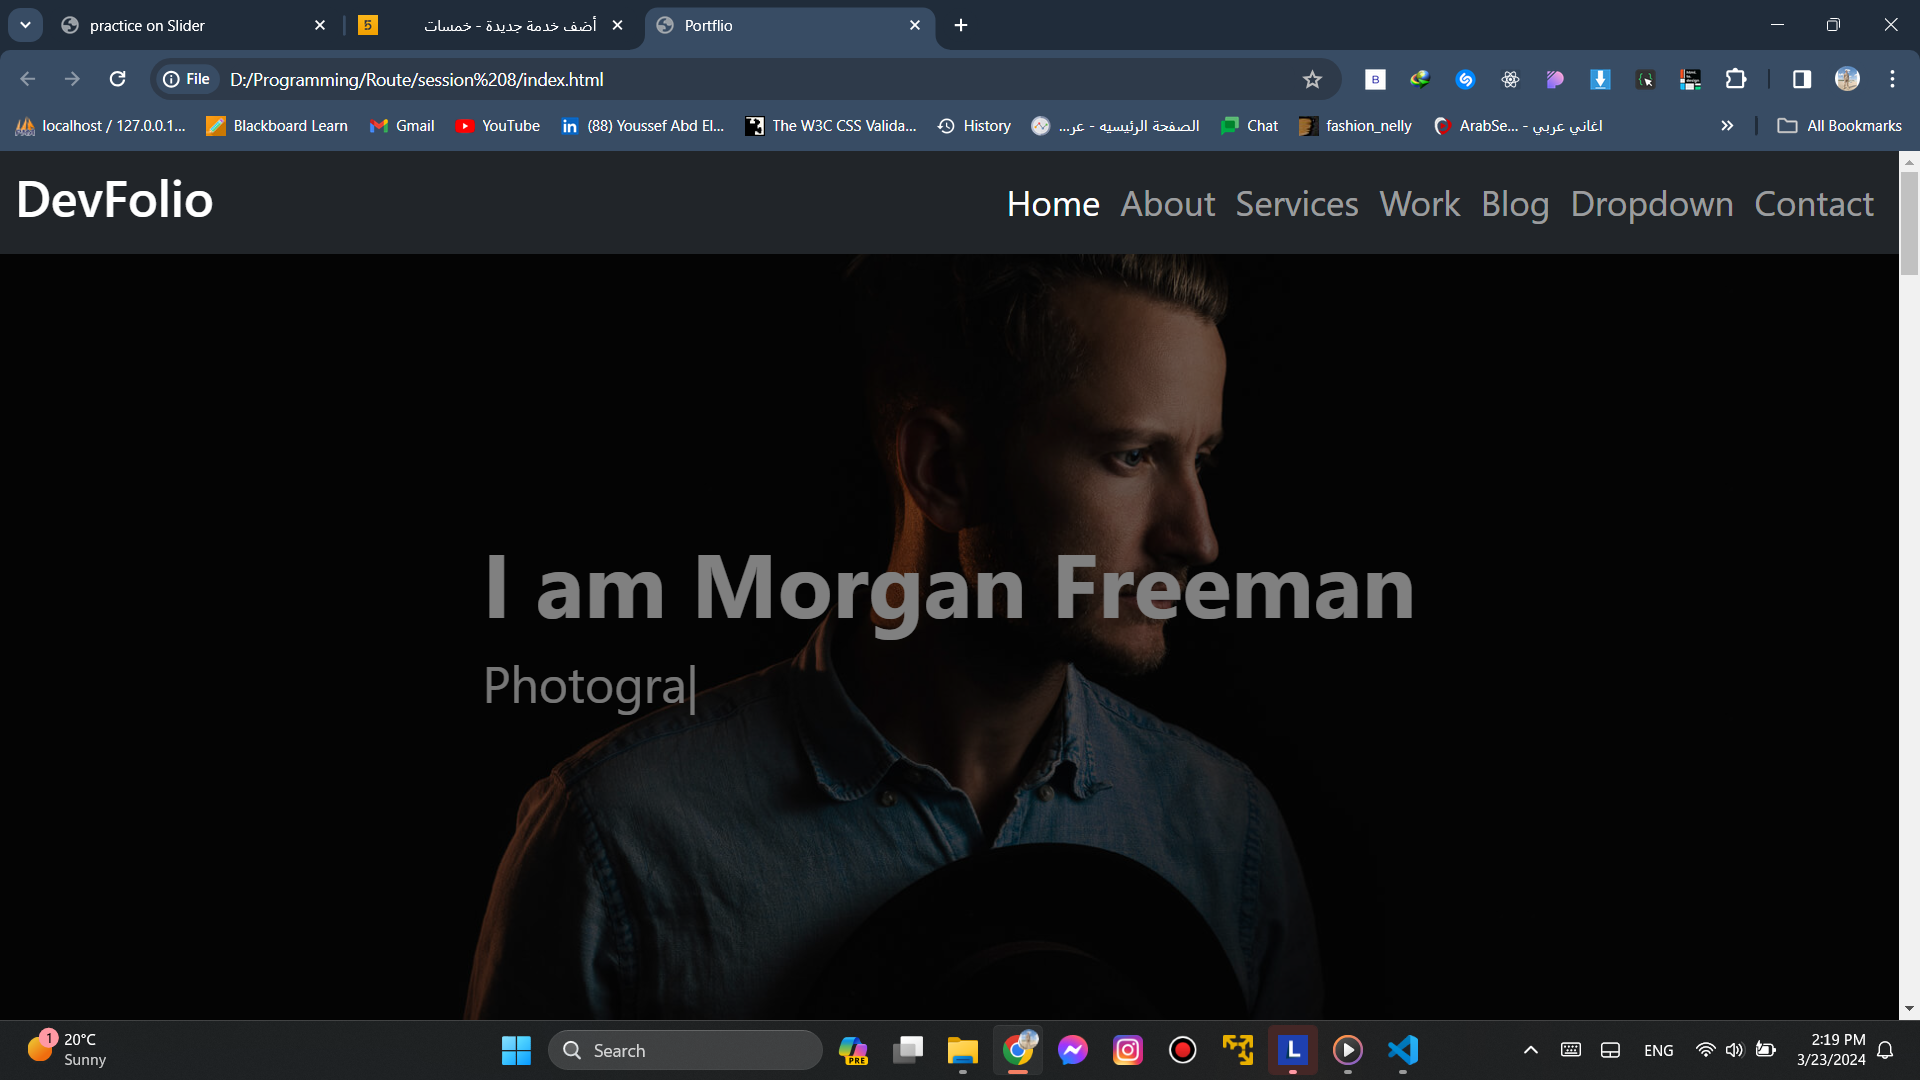 practice on Slider
5
أضف خدمة جديدة - خمسات
Portflio
File
D:/Programming/Route/session%208/index.html
B
localhost / 127.0.0.1...
Blackboard Learn
Gmail
YouTube
in
(88) Youssef Abd El...
The W3C CSS Valida...
History
الصفحة الرئيسيه - عر...
Chat
fashion_nelly
ArabSe... - اغاني عربي
All Bookmarks
DevFolio
Home
About
Services
Work
Blog
Dropdown
Contact
I am Morgan Freeman
Photogra|
1
20°C
Sunny
Search
PRE
L
ENG
2:19 PM
3/23/2024